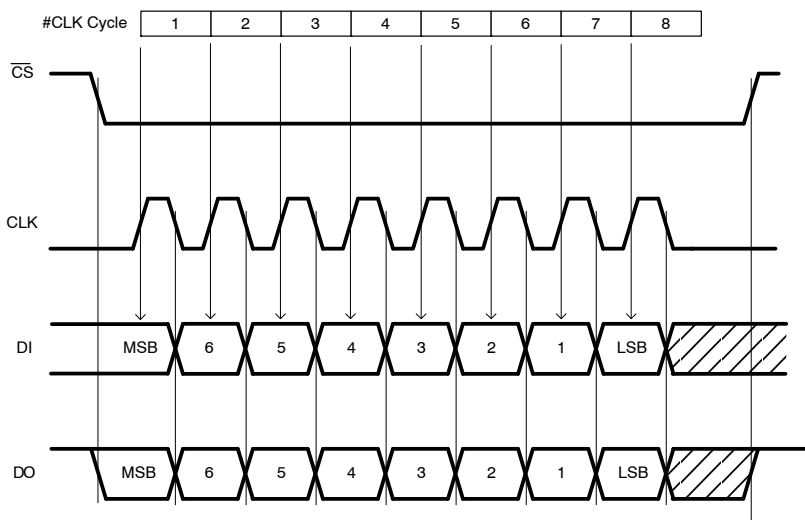 #CLK Cycle 1 2 3 4 5 6 7 8
CS
CLK
DI MSB 6 5 4 3 2 1 LSB
DO MSB 6 5 4 3 2 1 LSB